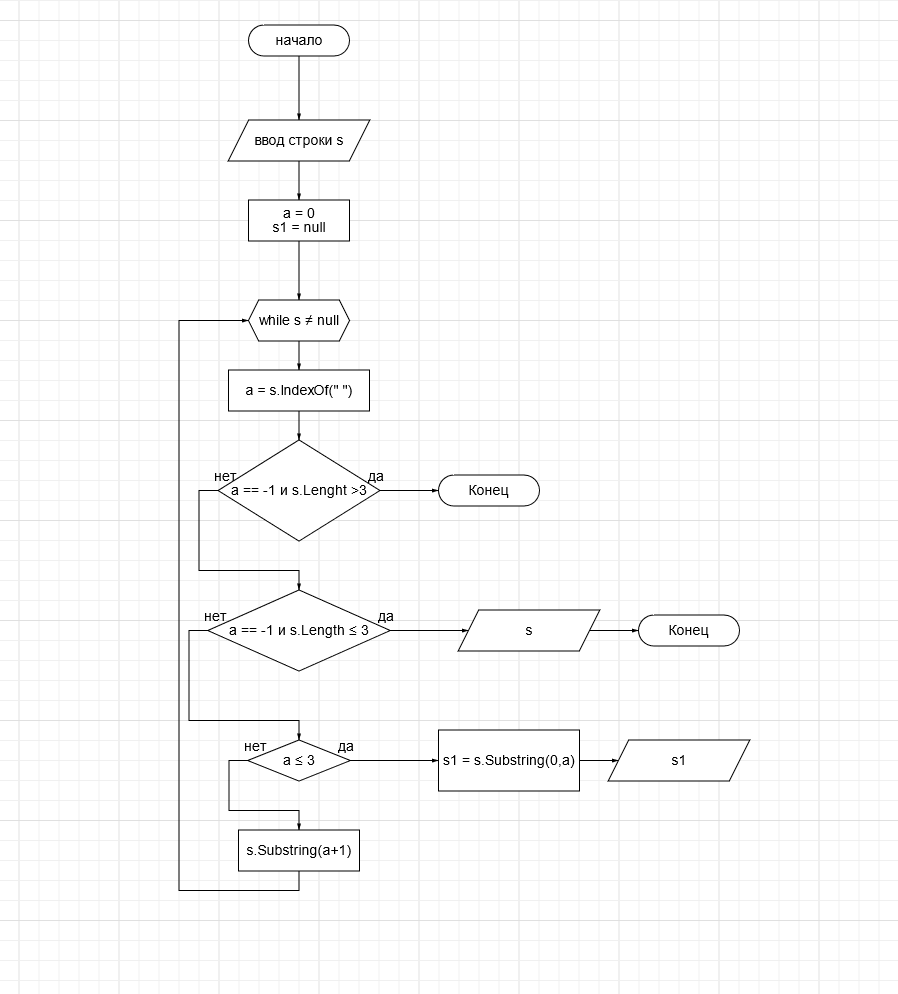 начало
ввод строки s
a = 0
s1 = null
while s ≠ null
a = s.IndexOf(" ")
нет
да
a == -1 и s.Lenght >3
Конец
нет
да
a == -1 и s.Length ≤ 3
s
Конец
нет
да
a ≤ 3
s1 = s.Substring(0,a)
s1
s.Substring(a+1)